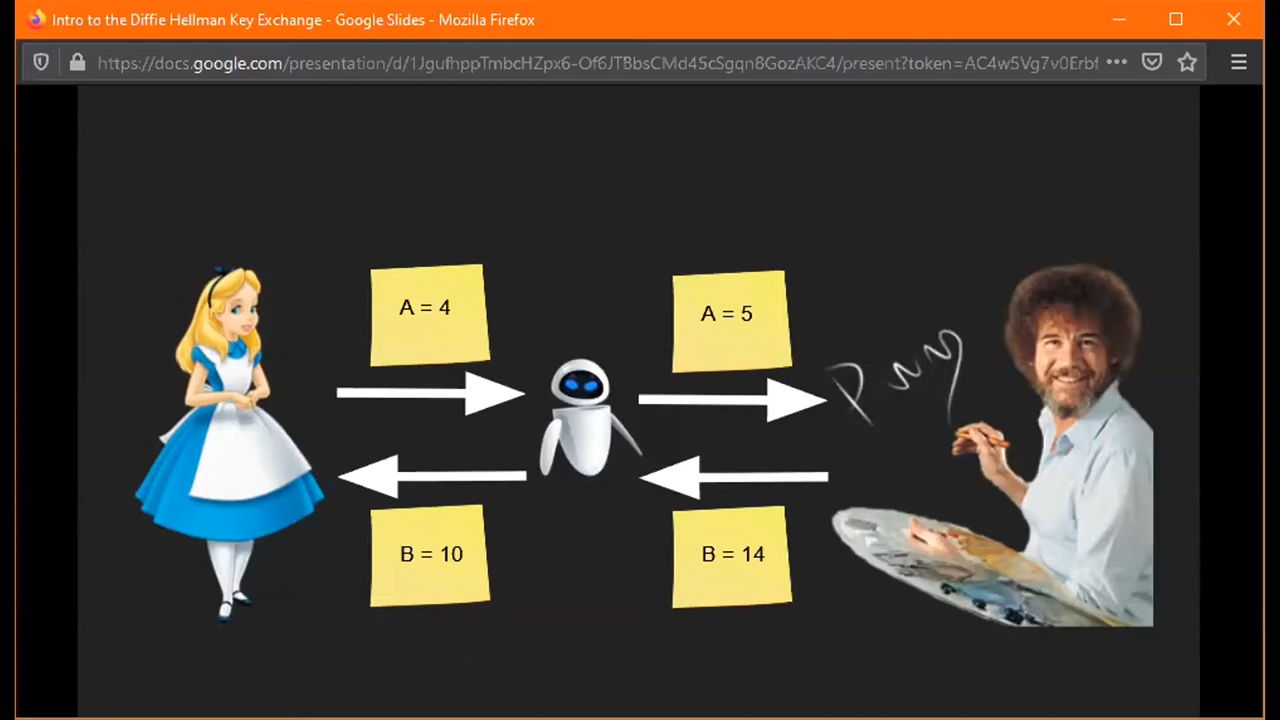 Intro to the Diffie Hellman Key Exchange - Google Slides - Mozilla Firefox
https://docs.google.com/presentation/d/1JgufhppTmbcHZpx6-Of6JTBbsCMd45cSgqn8GozAKC4/present?token=AC4w5Vg7v0Erbf
A = 4
A = 5
B = 10
B = 14